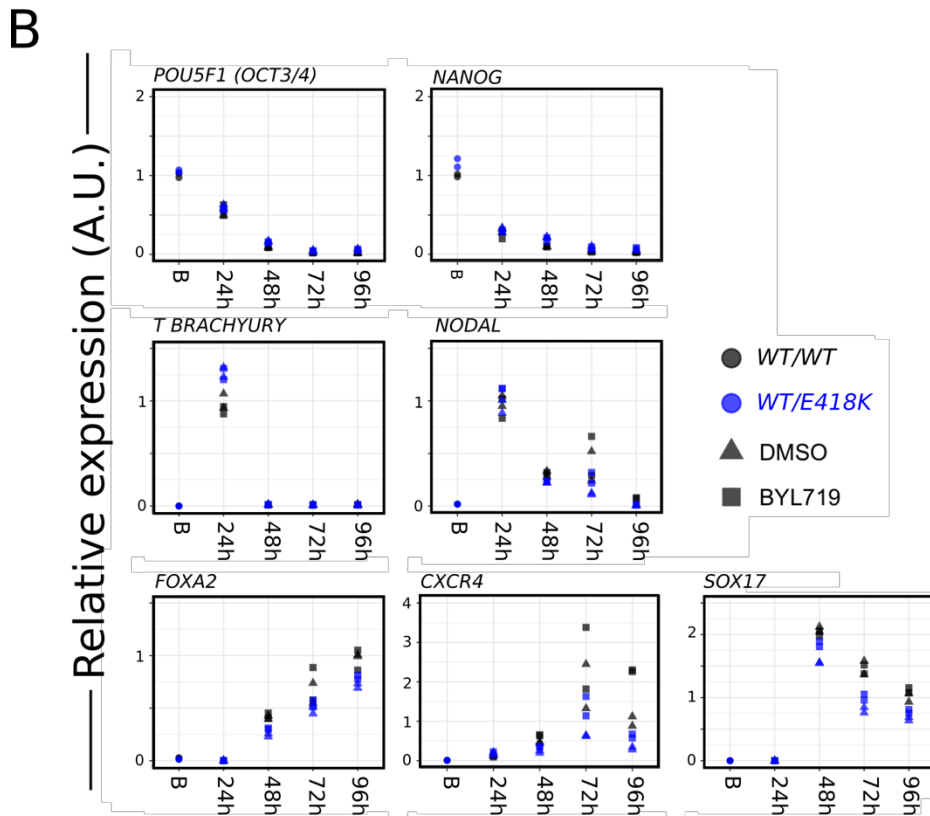 B
Relative expression (A.U.)
POU5F1 (OCT3/4)
2
1
0
B 24h 48h 72h 96h
NANOG
2
1
0
B 24h 48h 72h 96h
T BRACHYURY
1
0
B 24h 48h 72h 96h
NODAL
1
0
B 24h 48h 72h 96h
WT/WT
WT/E418K
DMSO
BYL719
FOXA2
1
0
B 24h 48h 72h 96h
CXCR4
4
3
2
1
0
B 24h 48h 72h 96h
SOX17
2
1
0
B 24h 48h 72h 96h